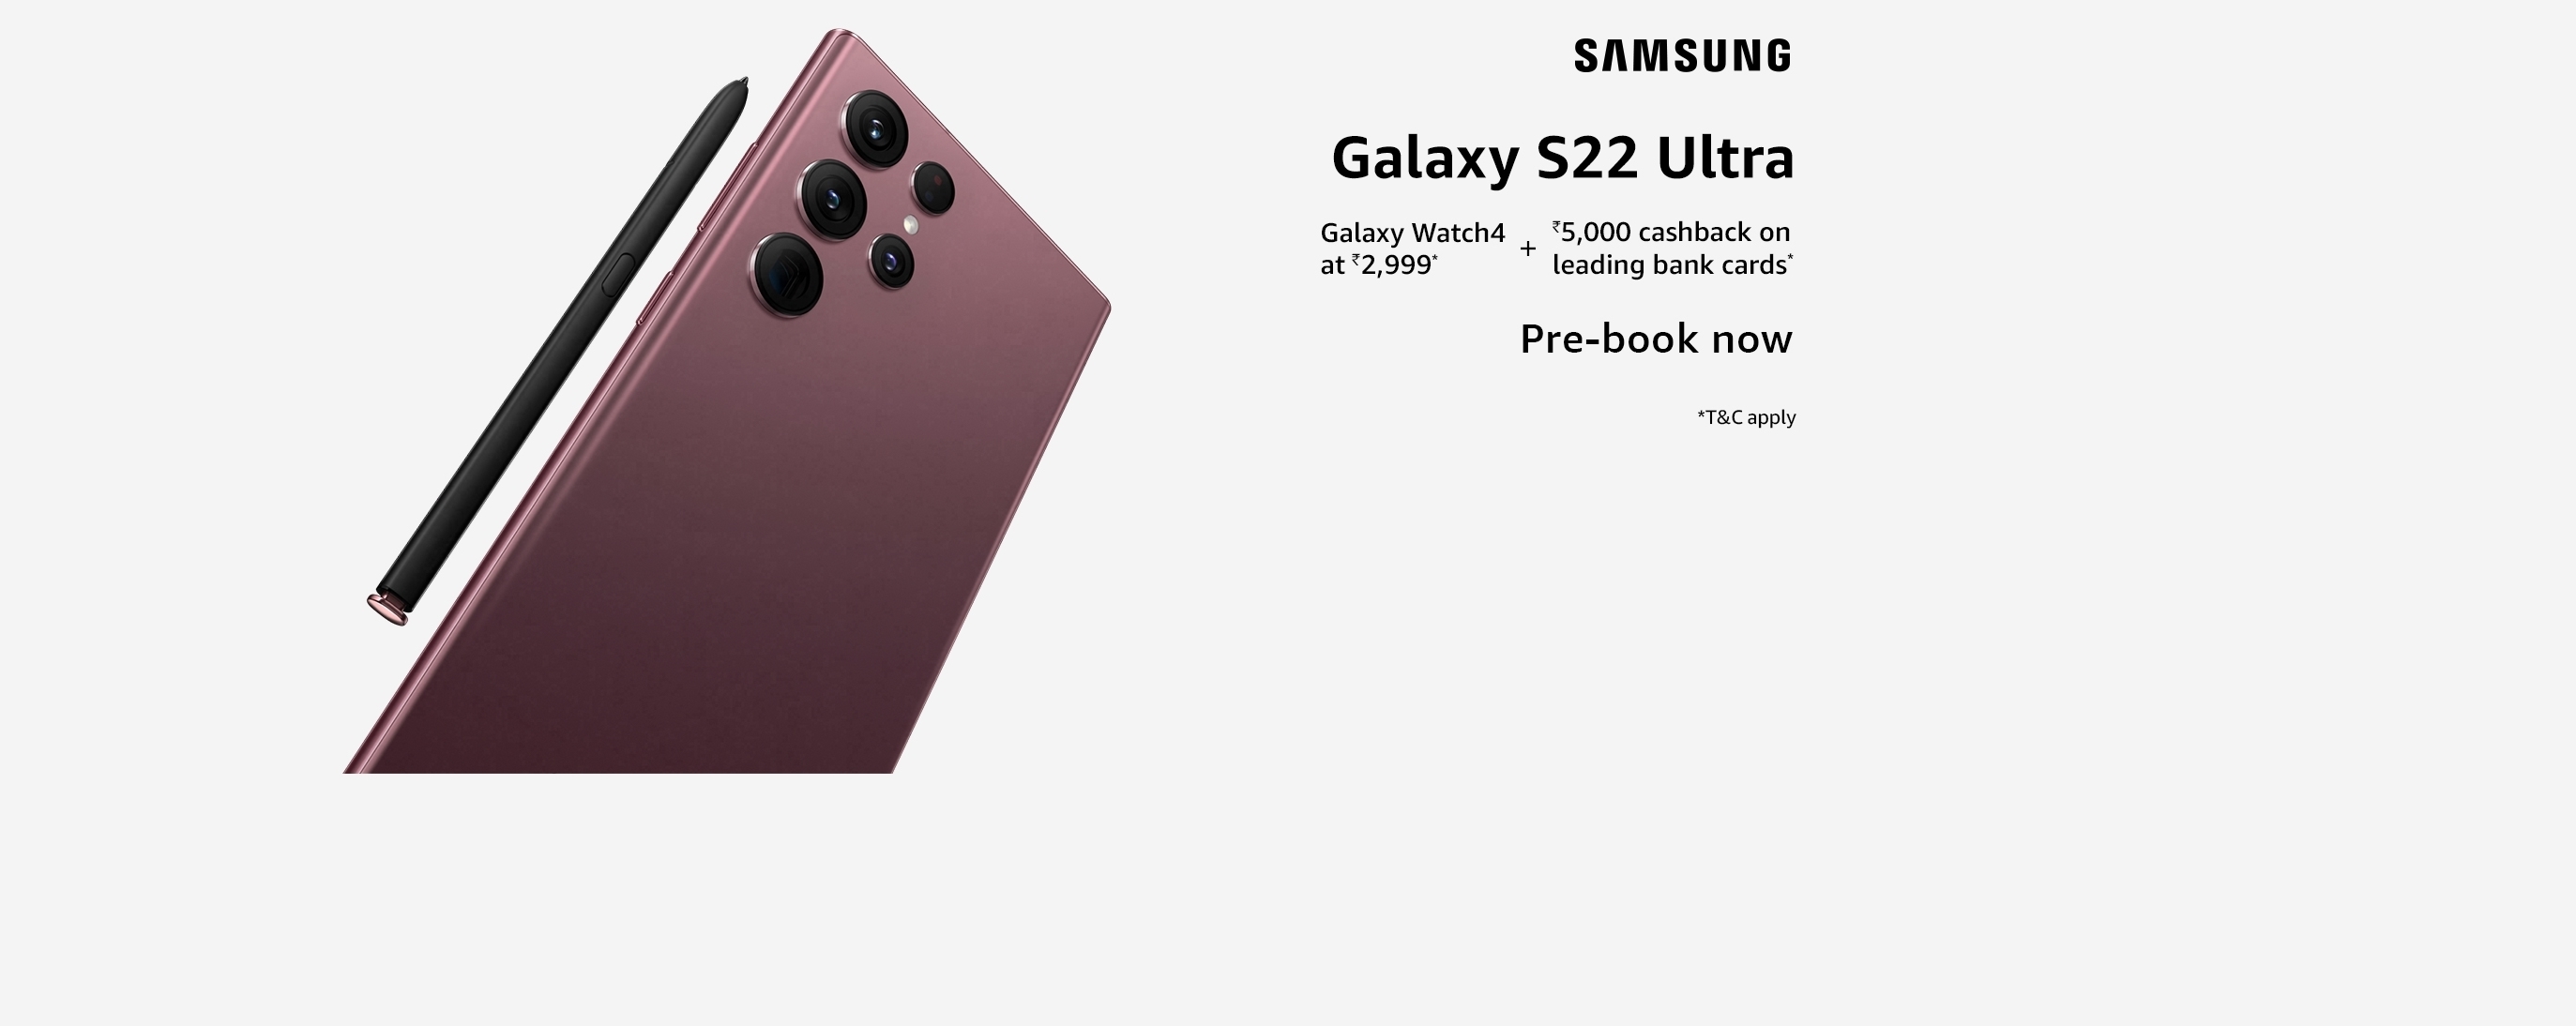 SAMSUNG
Galaxy S22 Ultra
Galaxy Watch4
at ₹2,999*
+
₹5,000 cashback on
leading bank cards*
Pre-book now
*T&C apply